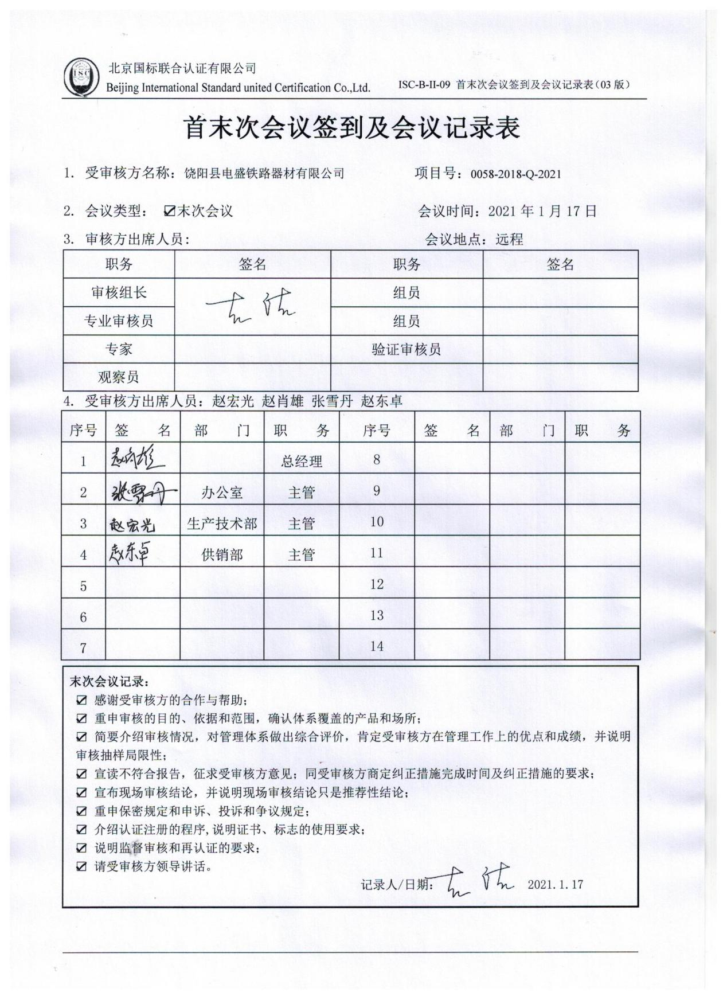 ISC
北京国标联合认证有限公司
Beijing International Standard united Certification Co.,Ltd.
ISC-B-II-09 首末次会议签到及会议记录表(03 版)
首末次会议签到及会议记录表
1. 受审核方名称：饶阳县电盛铁路器材有限公司 项目号：0058-2018-Q-2021
2. 会议类型： ☑末次会议 会议时间：2021 年 1 月 17 日
3. 审核方出席人员： 会议地点：远程
职务 签名 职务 签名
审核组长 组员
专业审核员 组员
专家 验证审核员
观察员
4. 受审核方出席人员：赵宏光 赵肖雄 张雪丹 赵东卓
序号 签 名 部 门 职 务 序号 签 名 部 门 职 务
1 赵肖雄 总经理 8
2 张雪丹 办公室 主管 9
3 赵宏光 生产技术部 主管 10
4 赵东卓 供销部 主管 11
5 12
6 13
7 14
末次会议记录：
☑ 感谢受审核方的合作与帮助；
☑ 重申审核的目的、依据和范围，确认体系覆盖的产品和场所；
☑ 简要介绍审核情况，对管理体系做出综合评价，肯定受审核方在管理工作上的优点和成绩，并说明
审核抽样局限性；
☑ 宣读不符合报告，征求受审核方意见；同受审核方商定纠正措施完成时间及纠正措施的要求；
☑ 宣布现场审核结论，并说明现场审核结论只是推荐性结论；
☑ 重申保密规定和申诉、投诉和争议规定；
☑ 介绍认证注册的程序,说明证书、标志的使用要求；
☑ 说明监督审核和再认证的要求；
☑ 请受审核方领导讲话。
记录人/日期： 2021.1.17